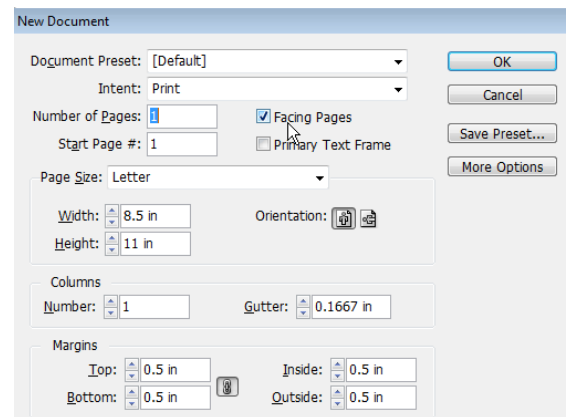 New Document
Document Preset: [Default]
OK
Intent: Print
Cancel
Number of Pages: 1
Facing Pages
Start Page #: 1
Primary Text Frame
Save Preset...
More Options
Page Size: Letter
Width: 8.5 in
Orientation:
Height: 11 in
Columns
Number: 1
Gutter: 0.1667 in
Margins
Top: 0.5 in
Inside: 0.5 in
Bottom: 0.5 in
Outside: 0.5 in